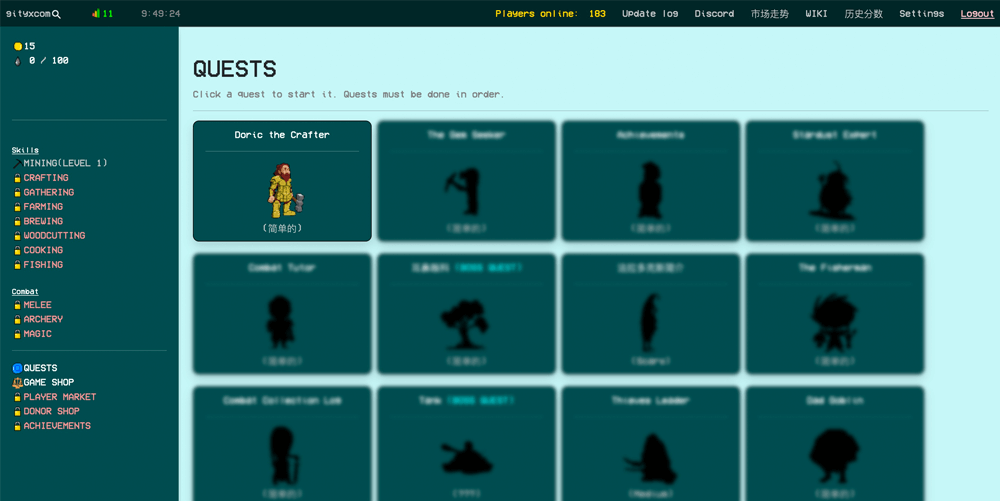 gityxcom
11
9:49:24
Players online: 183
Update log
Discord
市场走势
WIKI
历史分数
Settings
Logout
15
0 / 100
Skills
MINING(LEVEL 1)
CRAFTING
GATHERING
FARMING
BREWING
WOODCUTTING
COOKING
FISHING
Combat
MELEE
ARCHERY
MAGIC
QUESTS
GAME SHOP
PLAYER MARKET
DONOR SHOP
ACHIEVEMENTS
QUESTS
Click a quest to start it. Quests must be done in order.
Doric the Crafter
(简单的)
The Gem Seeker
(简单的)
Achievements
(简单的)
Stardust Expert
(简单的)
Combat Tutor
(简单的)
(BOSS QUEST)
(简单的)
The Fisherman
(简单的)
Combat Collection Log
(简单的)
Tank (BOSS QUEST)
(???)
Thieves Leader
(Medium)
Dad Goblin
(简单的)